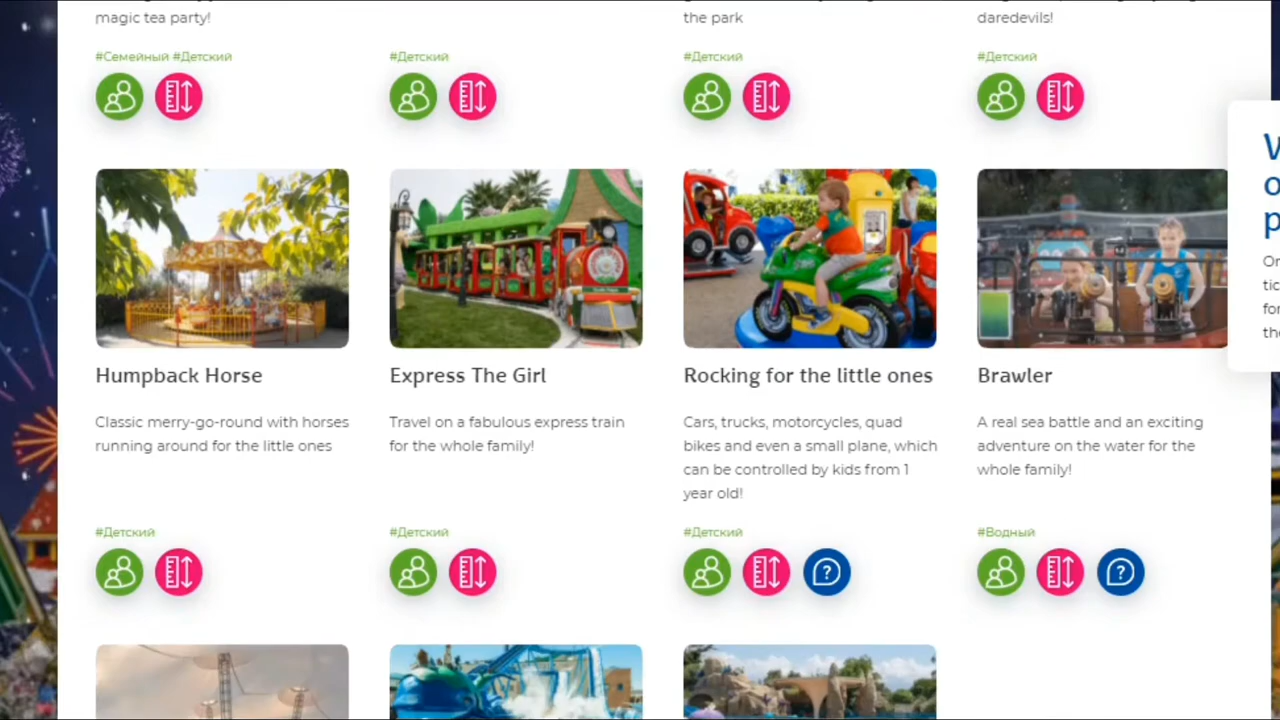 magic tea party!
the park
daredevils!
#Семейный #Детский
#Детский
#Детский
#Детский
Humpback Horse
Express The Girl
Rocking for the little ones
Brawler
Classic merry-go-round with horses
running around for the little ones
Travel on a fabulous express train
for the whole family!
Cars, trucks, motorcycles, quad
bikes and even a small plane, which
can be controlled by kids from 1
year old!
A real sea battle and an exciting
adventure on the water for the
whole family!
#Детский
#Детский
#Детский
#Водный